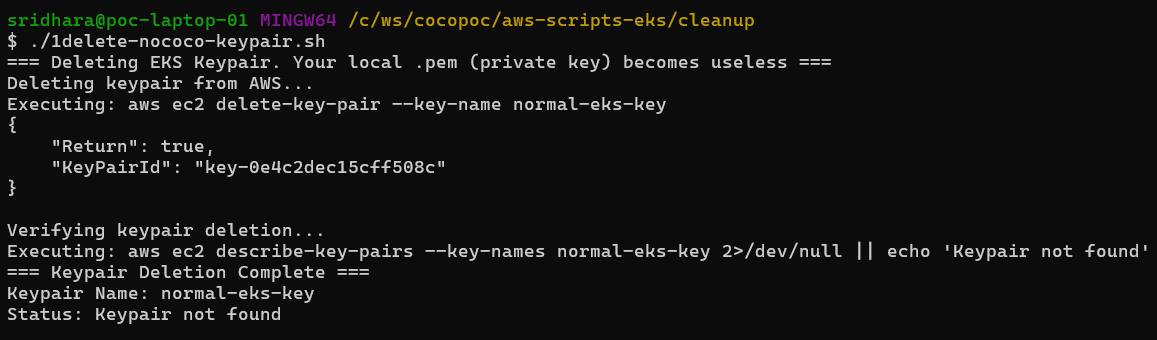 sridhara@poc-laptop-01 MINGW64 /c/ws/cocopoc/aws-scripts-eks/cleanup
$ ./1delete-nococo-keypair.sh
=== Deleting EKS Keypair. Your local .pem (private key) becomes useless ===
Deleting keypair from AWS...
Executing: aws ec2 delete-key-pair --key-name normal-eks-key
{
    "Return": true,
    "KeyPairId": "key-0e4c2dec15cff508c"
}

Verifying keypair deletion...
Executing: aws ec2 describe-key-pairs --key-names normal-eks-key 2>/dev/null || echo 'Keypair not found'
=== Keypair Deletion Complete ===
Keypair Name: normal-eks-key
Status: Keypair not found